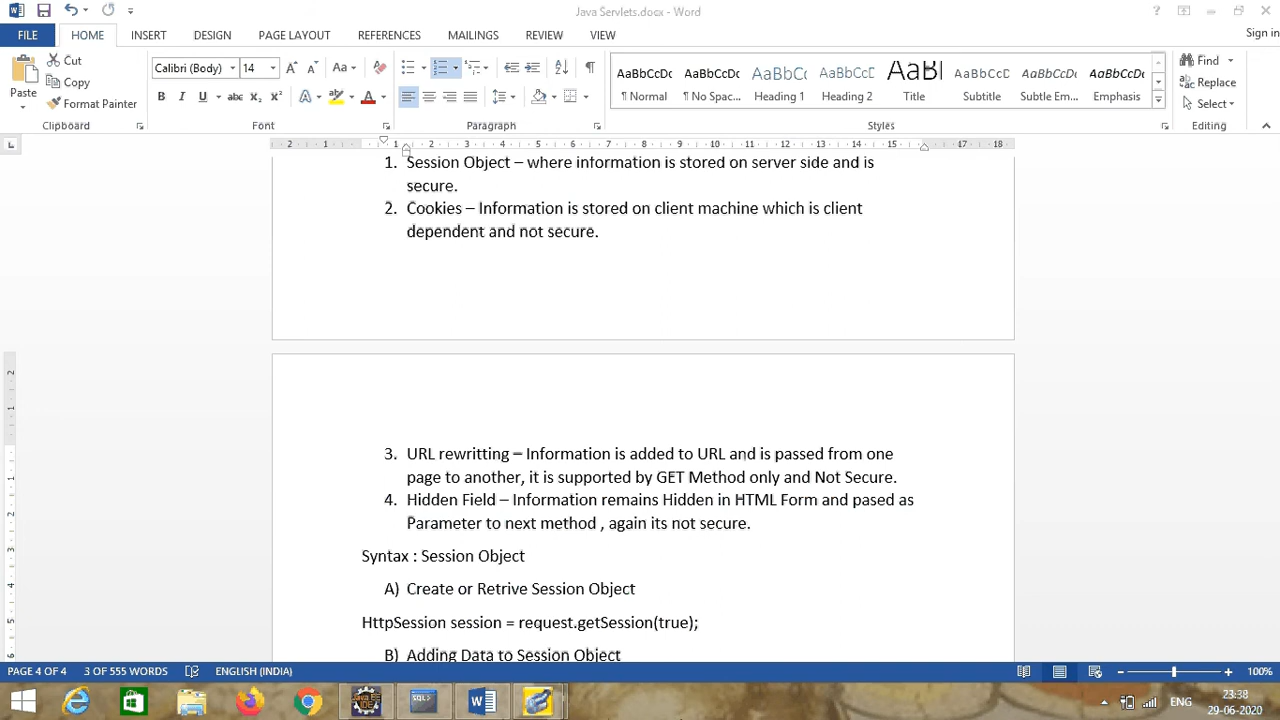 Java Servlets.docx - Word
FILE HOME INSERT DESIGN PAGE LAYOUT REFERENCES MAILINGS REVIEW VIEW Sign in
Paste Cut Copy Format Painter Clipboard
Calibri (Body) 14 Font
Paragraph
AaBbCcDc AaBbCcDc AaBbCc AaBbCcC AaBl AaBbCcD AaBbCcDc AaBbCcDc
¶ Normal ¶ No Spac... Heading 1 Heading 2 Title Subtitle Subtle Em... Emphasis
Styles
Find Replace Select Editing
1. Session Object – where information is stored on server side and is
secure.
2. Cookies – Information is stored on client machine which is client
dependent and not secure.
3. URL rewritting – Information is added to URL and is passed from one
page to another, it is supported by GET Method only and Not Secure.
4. Hidden Field – Information remains Hidden in HTML Form and pased as
Parameter to next method , again its not secure.
Syntax : Session Object
A) Create or Retrive Session Object
HttpSession session = request.getSession(true);
B) Adding Data to Session Object
PAGE 4 OF 4 3 OF 555 WORDS ENGLISH (INDIA) 100%
ENG 23:38
29-06-2020